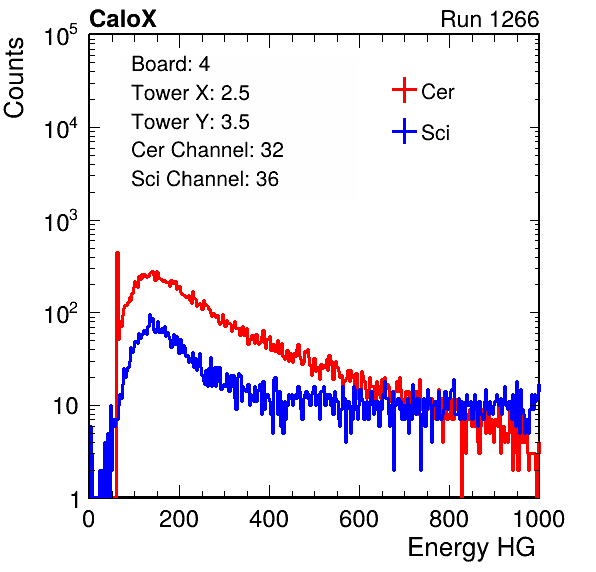 CaloX Run 1266
Counts
10^5
10^4
10^3
10^2
10
1
Board: 4
Tower X: 2.5
Tower Y: 3.5
Cer Channel: 32
Sci Channel: 36
Cer
Sci
0 200 400 600 800 1000
Energy HG